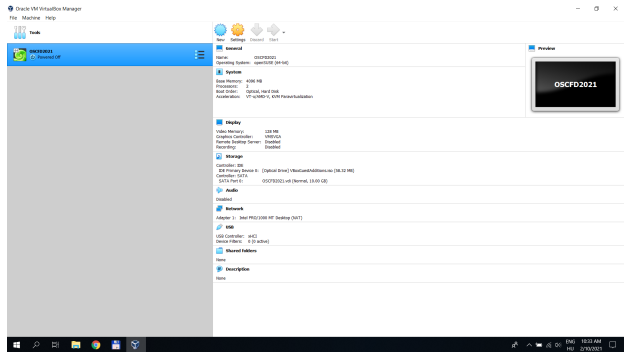 Oracle VM VirtualBox Manager
File Machine Help
Tools
OSCFD2021
Powered Off
New Settings Discard Start
General
Name: OSCFD2021
Operating System: openSUSE (64-bit)
System
Base Memory: 4096 MB
Processors: 2
Boot Order: Optical, Hard Disk
Acceleration: VT-x/AMD-V, KVM Paravirtualization
Preview
OSCFD2021
Display
Video Memory: 128 MB
Graphics Controller: VMSVGA
Remote Desktop Server: Disabled
Recording: Disabled
Storage
Controller: IDE
IDE Primary Device 0: [Optical Drive] VBoxGuestAdditions.iso (58.32 MB)
Controller: SATA
SATA Port 0: OSCFD2021.vdi (Normal, 10.00 GB)
Audio
Disabled
Network
Adapter 1: Intel PRO/1000 MT Desktop (NAT)
USB
USB Controller: xHCI
Device Filters: 0 (0 active)
Shared folders
None
Description
None
ENG 10:33 AM
HU 2/10/2021